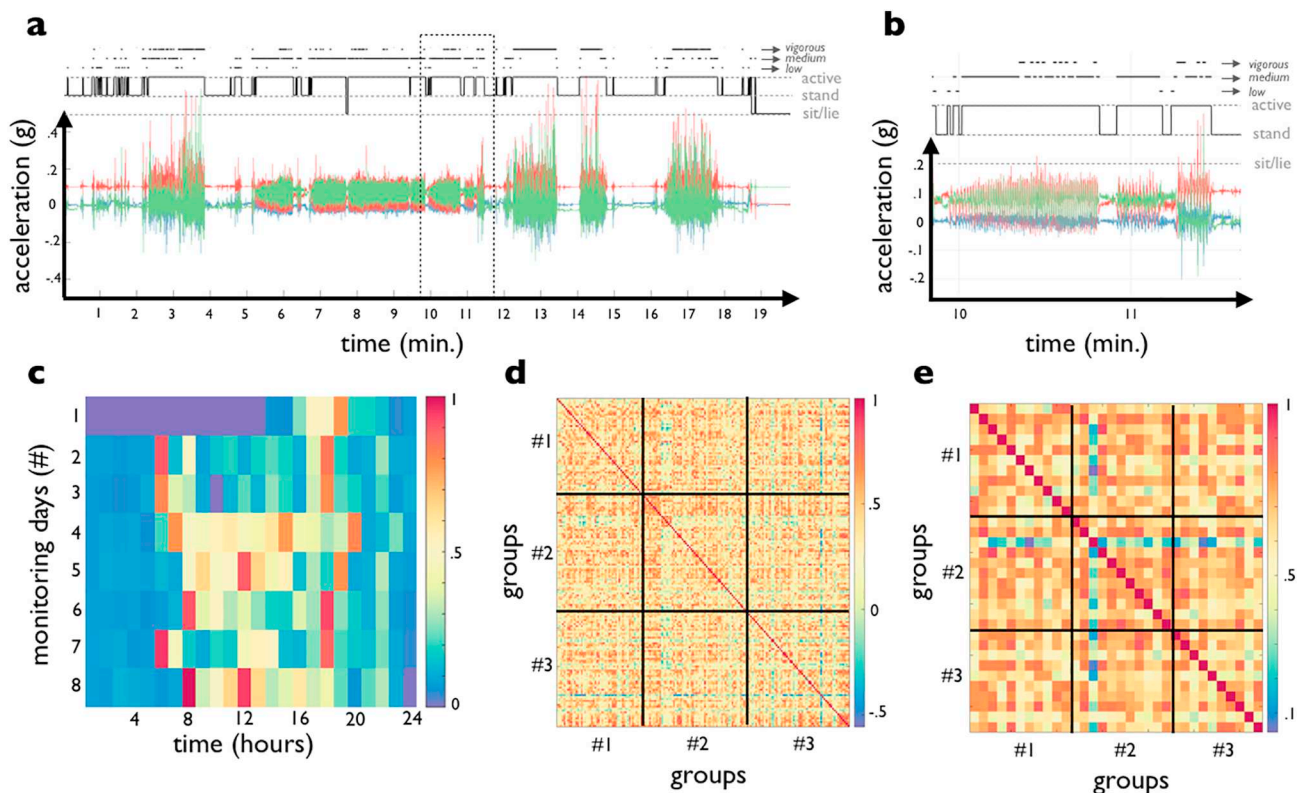 a
vigorous
medium
low
active
stand
sit/lie
acceleration (g)
.4
.2
0
-.2
-.4
1 2 3 4 5 6 7 8 9 10 11 12 13 14 15 16 17 18 19
time (min.)
b
vigorous
medium
low
active
stand
sit/lie
acceleration (g)
.2
.1
0
-.1
-.2
10 11
time (min.)
c
monitoring days (#)
1
2
3
4
5
6
7
8
4 8 12 16 20 24
time (hours)
1
.5
0
d
groups
#1
#2
#3
#1 #2 #3
groups
1
.5
0
-.5
e
groups
#1
#2
#3
#1 #2 #3
groups
1
.5
.1